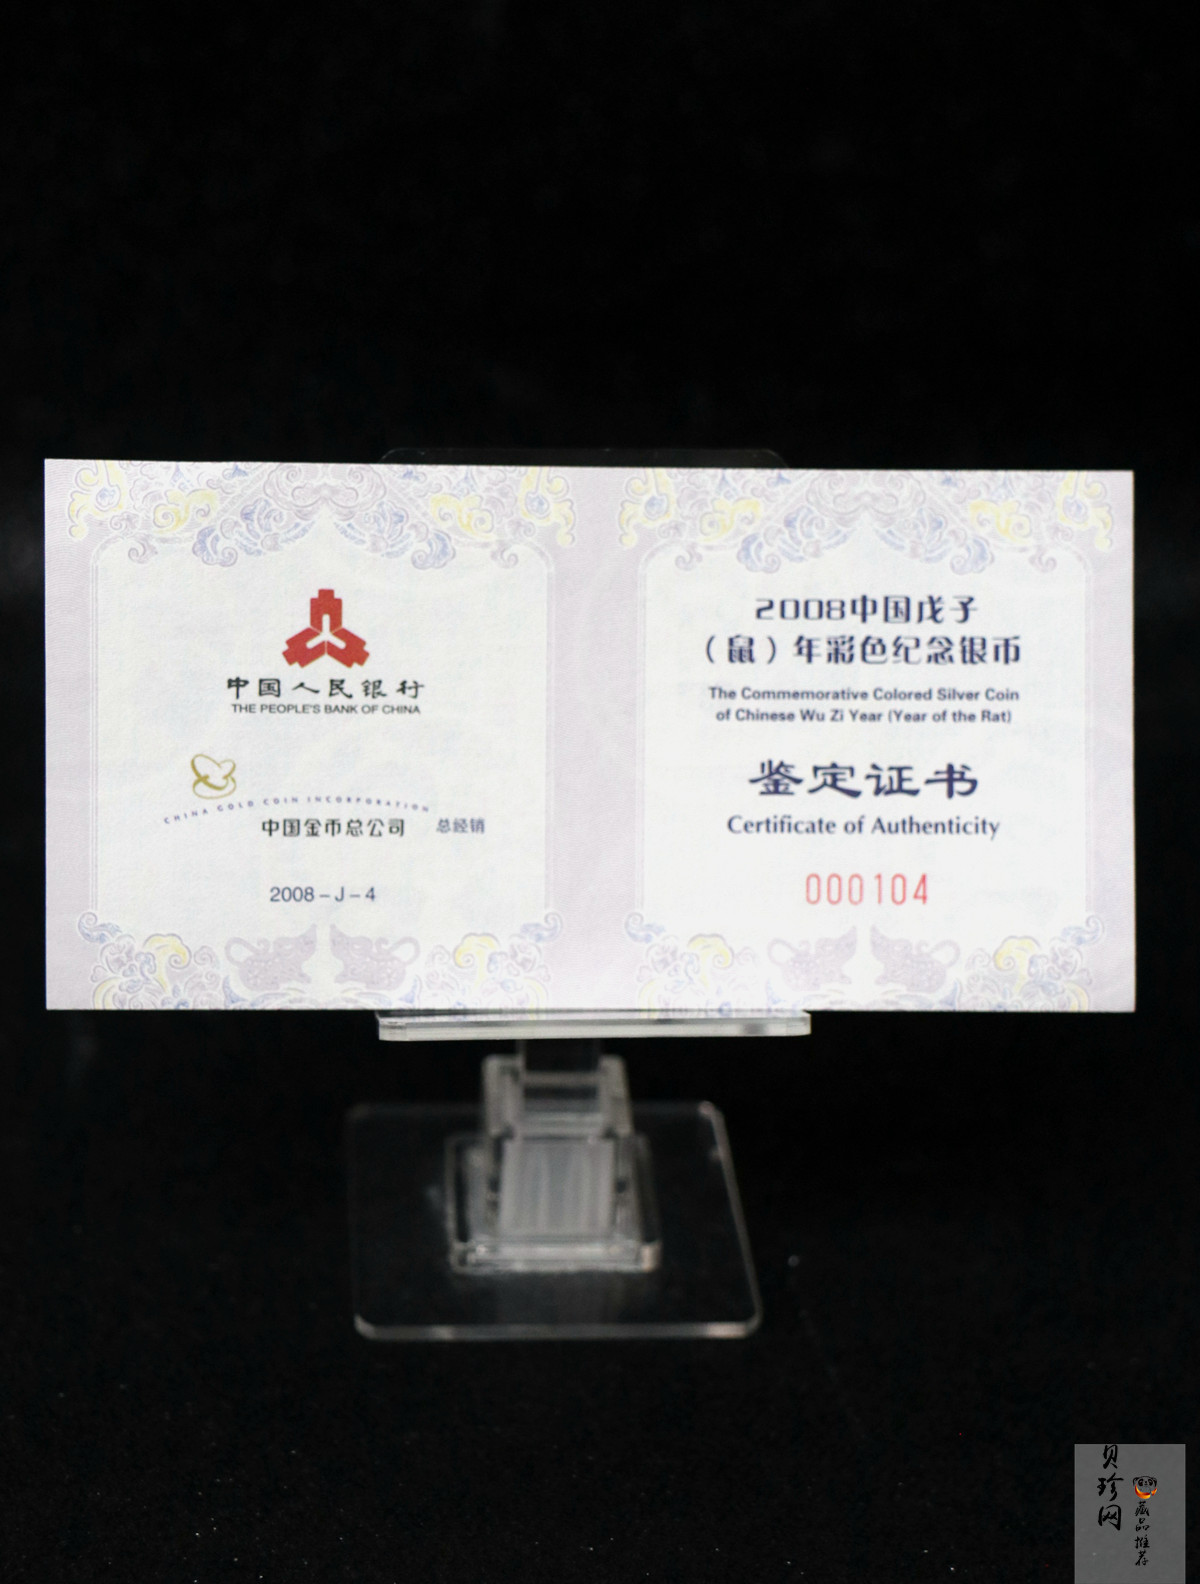 中国人民银行
THE PEOPLE'S BANK OF CHINA
CHINA GOLD COIN INCORPORATION
中国金币总公司 总经销
2008－J－4
2008中国戊子
（鼠）年彩色纪念银币
The Commemorative Colored Silver Coin
of Chinese Wu Zi Year (Year of the Rat)
鉴定证书
Certificate of Authenticity
000104
贝珍网
藏品推荐